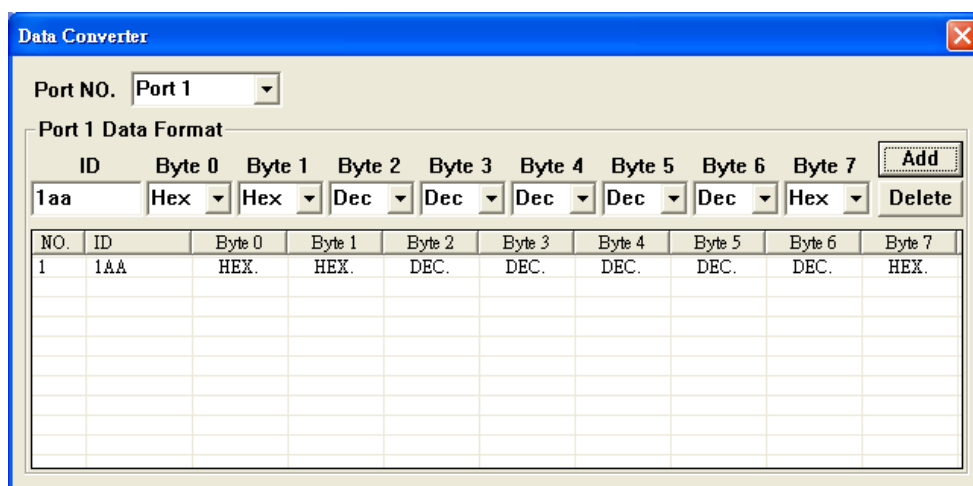 Data Converter
Port NO. Port 1
Port 1 Data Format
ID Byte 0 Byte 1 Byte 2 Byte 3 Byte 4 Byte 5 Byte 6 Byte 7 Add
1aa Hex Hex Dec Dec Dec Dec Dec Hex Delete
NO. ID Byte 0 Byte 1 Byte 2 Byte 3 Byte 4 Byte 5 Byte 6 Byte 7
1 1AA HEX. HEX. DEC. DEC. DEC. DEC. DEC. HEX.